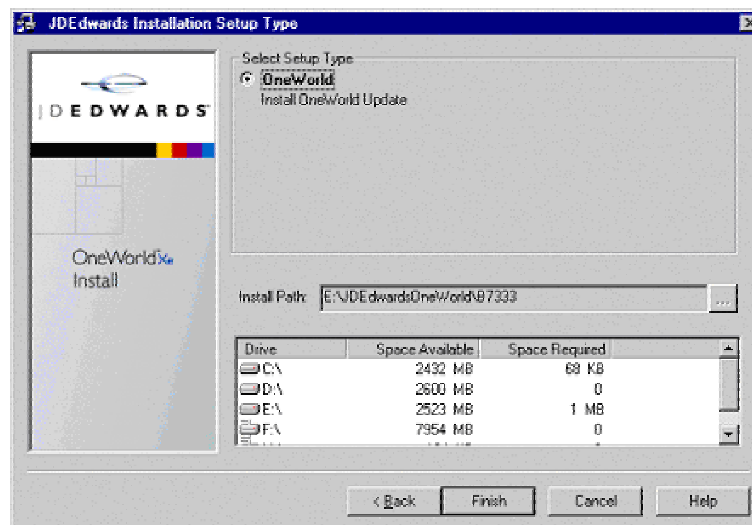 JDEdwards Installation Setup Type
JDEDWARDS
OneWorld Xe
Install
Select Setup Type
OneWorld
Install OneWorld Update
Install Path: E:\JDEdwardsOneWorld\B7333 ...
Drive Space Available Space Required
C:\ 2432 MB 68 KB
D:\ 2600 MB 0
E:\ 2523 MB 1 MB
F:\ 7954 MB 0
< Back Finish Cancel Help